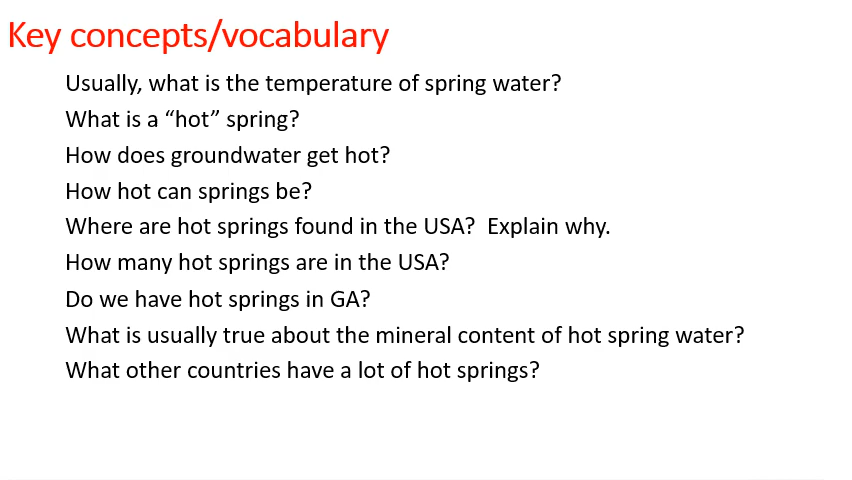 Key concepts/vocabulary
Usually, what is the temperature of spring water?
What is a “hot” spring?
How does groundwater get hot?
How hot can springs be?
Where are hot springs found in the USA?  Explain why.
How many hot springs are in the USA?
Do we have hot springs in GA?
What is usually true about the mineral content of hot spring water?
What other countries have a lot of hot springs?